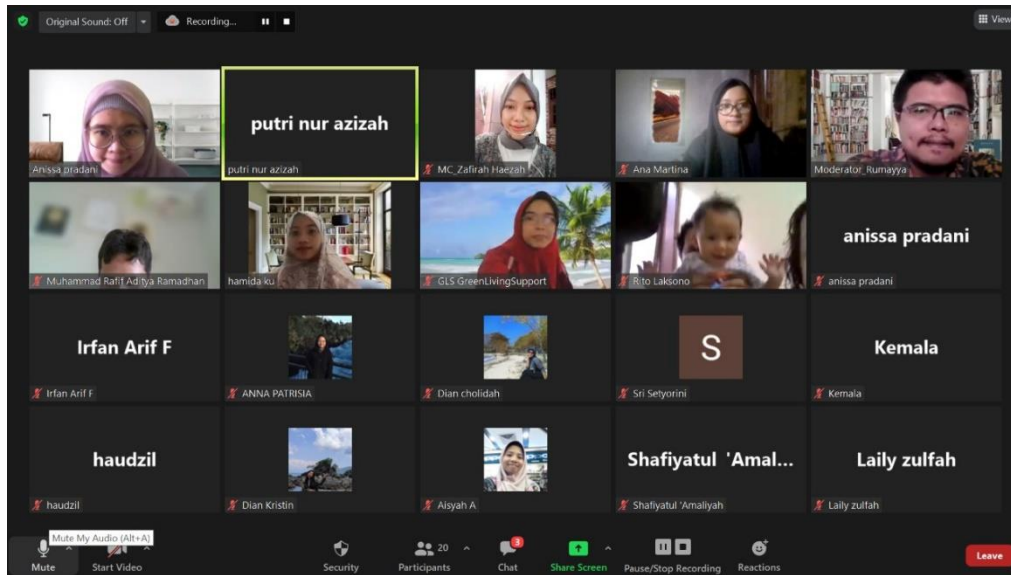 Original Sound: Off
Recording...
View
Anissa pradani
putri nur azizah
putri nur azizah
MC_Zafirah Haezah
Ana Martina
Moderator_Rumayya
Muhammad Rafif Aditya Ramadhan
hamida ku
GLS GreenLivingSupport
Rito Laksono
anissa pradani
anissa pradani
Irfan Arif F
Irfan Arif F
ANNA PATRISIA
Dian cholidah
S
Sri Setyorini
Kemala
Kemala
haudzil
haudzil
Dian Kristin
Aisyah A
Shafiyatul 'Amal...
Shafiyatul 'Amaliyah
Laily zulfah
Laily zulfah
Mute My Audio (Alt+A)
Mute
Start Video
Security
20
Participants
3
Chat
Share Screen
Pause/Stop Recording
Reactions
Leave